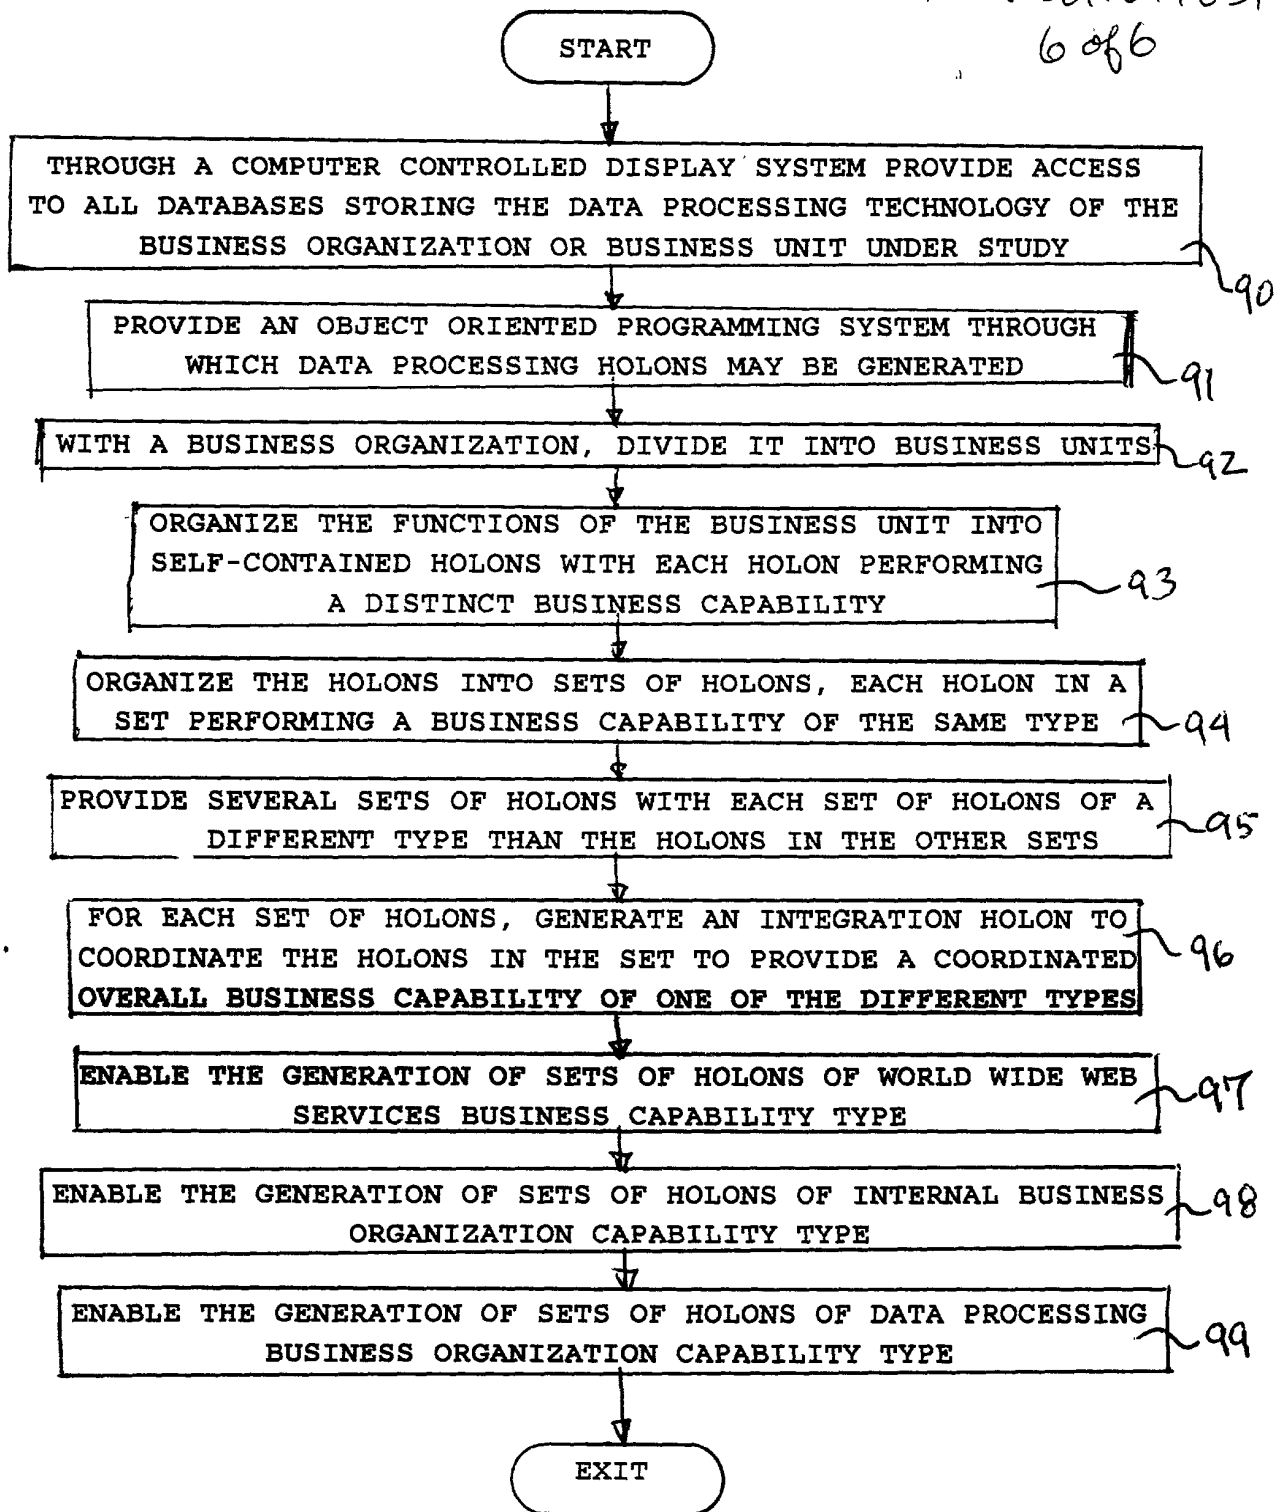 6 of 6
START
THROUGH A COMPUTER CONTROLLED DISPLAY SYSTEM PROVIDE ACCESS
TO ALL DATABASES STORING THE DATA PROCESSING TECHNOLOGY OF THE
BUSINESS ORGANIZATION OR BUSINESS UNIT UNDER STUDY
90
PROVIDE AN OBJECT ORIENTED PROGRAMMING SYSTEM THROUGH
WHICH DATA PROCESSING HOLONS MAY BE GENERATED
91
WITH A BUSINESS ORGANIZATION, DIVIDE IT INTO BUSINESS UNITS
92
ORGANIZE THE FUNCTIONS OF THE BUSINESS UNIT INTO
SELF-CONTAINED HOLONS WITH EACH HOLON PERFORMING
A DISTINCT BUSINESS CAPABILITY
93
ORGANIZE THE HOLONS INTO SETS OF HOLONS, EACH HOLON IN A
SET PERFORMING A BUSINESS CAPABILITY OF THE SAME TYPE
94
PROVIDE SEVERAL SETS OF HOLONS WITH EACH SET OF HOLONS OF A
DIFFERENT TYPE THAN THE HOLONS IN THE OTHER SETS
95
FOR EACH SET OF HOLONS, GENERATE AN INTEGRATION HOLON TO
COORDINATE THE HOLONS IN THE SET TO PROVIDE A COORDINATED
OVERALL BUSINESS CAPABILITY OF ONE OF THE DIFFERENT TYPES
96
ENABLE THE GENERATION OF SETS OF HOLONS OF WORLD WIDE WEB
SERVICES BUSINESS CAPABILITY TYPE
97
ENABLE THE GENERATION OF SETS OF HOLONS OF INTERNAL BUSINESS
ORGANIZATION CAPABILITY TYPE
98
ENABLE THE GENERATION OF SETS OF HOLONS OF DATA PROCESSING
BUSINESS ORGANIZATION CAPABILITY TYPE
99
EXIT